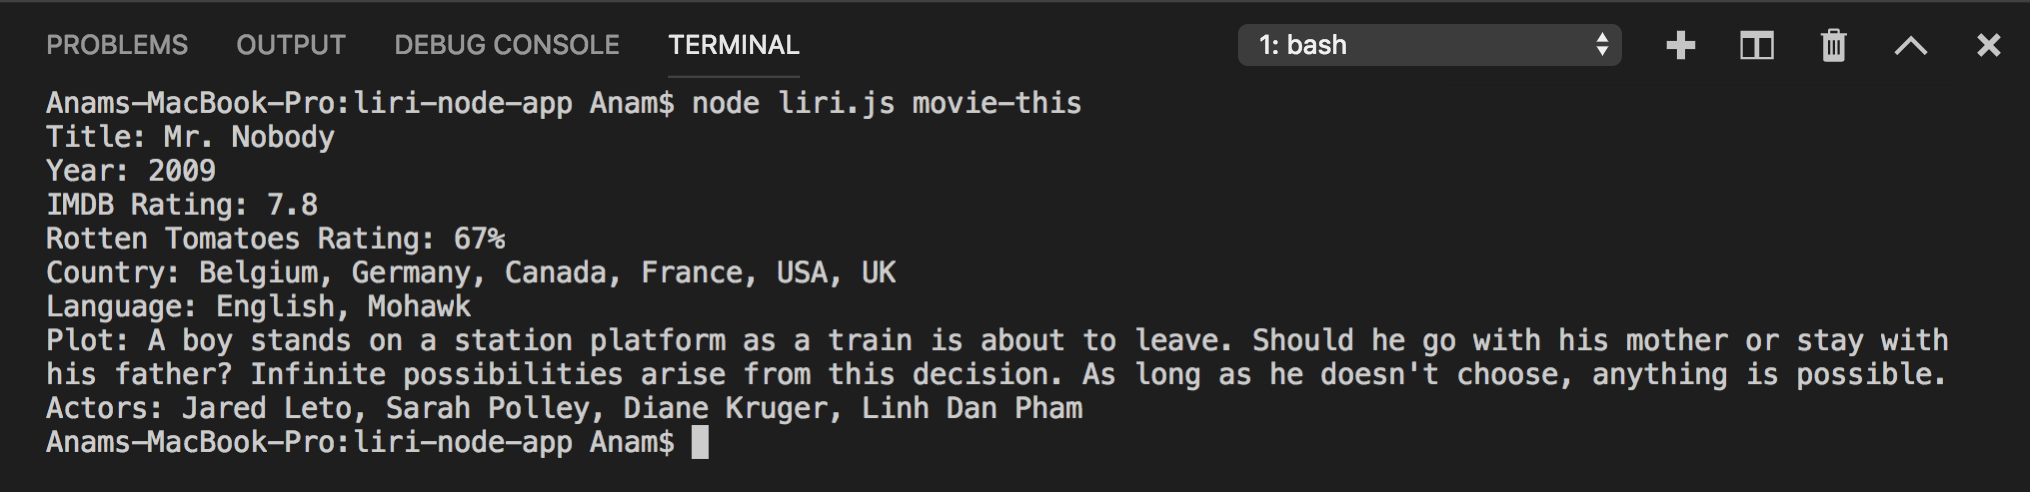 PROBLEMS OUTPUT DEBUG CONSOLE TERMINAL 1: bash
Anams-MacBook-Pro:liri-node-app Anam$ node liri.js movie-this
Title: Mr. Nobody
Year: 2009
IMDB Rating: 7.8
Rotten Tomatoes Rating: 67%
Country: Belgium, Germany, Canada, France, USA, UK
Language: English, Mohawk
Plot: A boy stands on a station platform as a train is about to leave. Should he go with his mother or stay with
his father? Infinite possibilities arise from this decision. As long as he doesn't choose, anything is possible.
Actors: Jared Leto, Sarah Polley, Diane Kruger, Linh Dan Pham
Anams-MacBook-Pro:liri-node-app Anam$